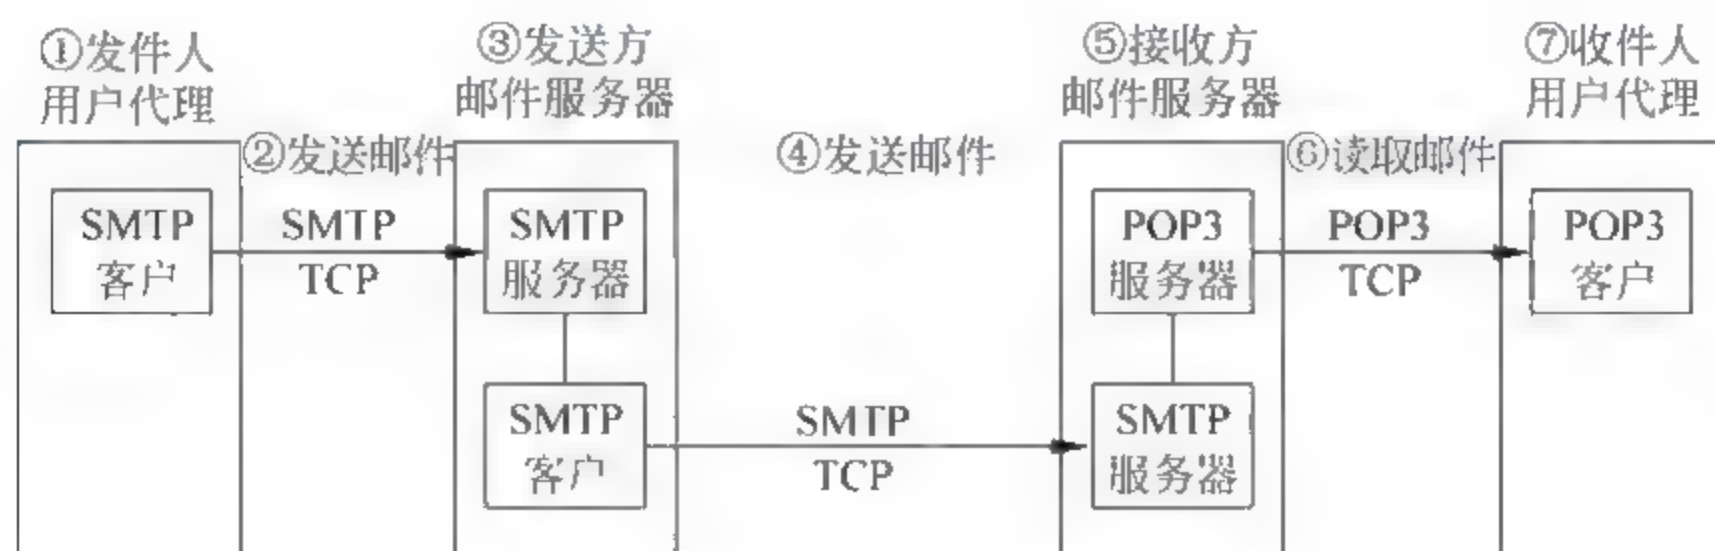 ①发件人
用户代理
③发送方
邮件服务器
⑤接收方
邮件服务器
⑦收件人
用户代理
②发送邮件
④发送邮件
⑥读取邮件
SMTP
客户
SMTP
TCP
SMTP
服务器
POP3
服务器
POP3
TCP
POP3
客户
SMTP
客户
SMTP
TCP
SMTP
服务器